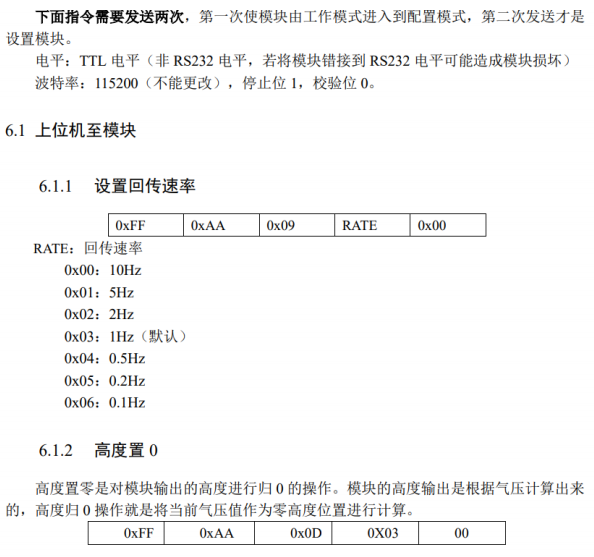 下面指令需要发送两次，第一次使模块由工作模式进入到配置模式，第二次发送才是
设置模块。
电平：TTL 电平（非 RS232 电平，若将模块错接到 RS232 电平可能造成模块损坏）
波特率：115200（不能更改），停止位 1，校验位 0。
6.1 上位机至模块
6.1.1 设置回传速率
0xFF 0xAA 0x09 RATE 0x00
RATE：回传速率
0x00：10Hz
0x01：5Hz
0x02：2Hz
0x03：1Hz（默认）
0x04：0.5Hz
0x05：0.2Hz
0x06：0.1Hz
6.1.2 高度置 0
高度置零是对模块输出的高度进行归 0 的操作。模块的高度输出是根据气压计算出来
的，高度归 0 操作就是将当前气压值作为零高度位置进行计算。
0xFF 0xAA 0x0D 0X03 00